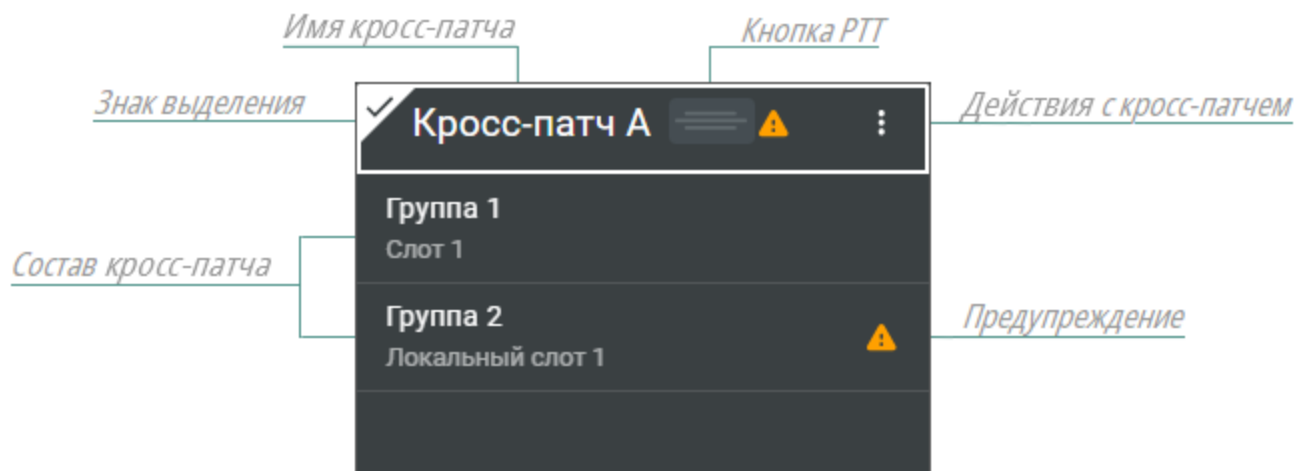 Имя кросс-патча
Кнопка РТТ
Знак выделения
Кросс-патч А
Действия с кросс-патчем
Группа 1
Слот 1
Состав кросс-патча
Группа 2
Локальный слот 1
Предупреждение